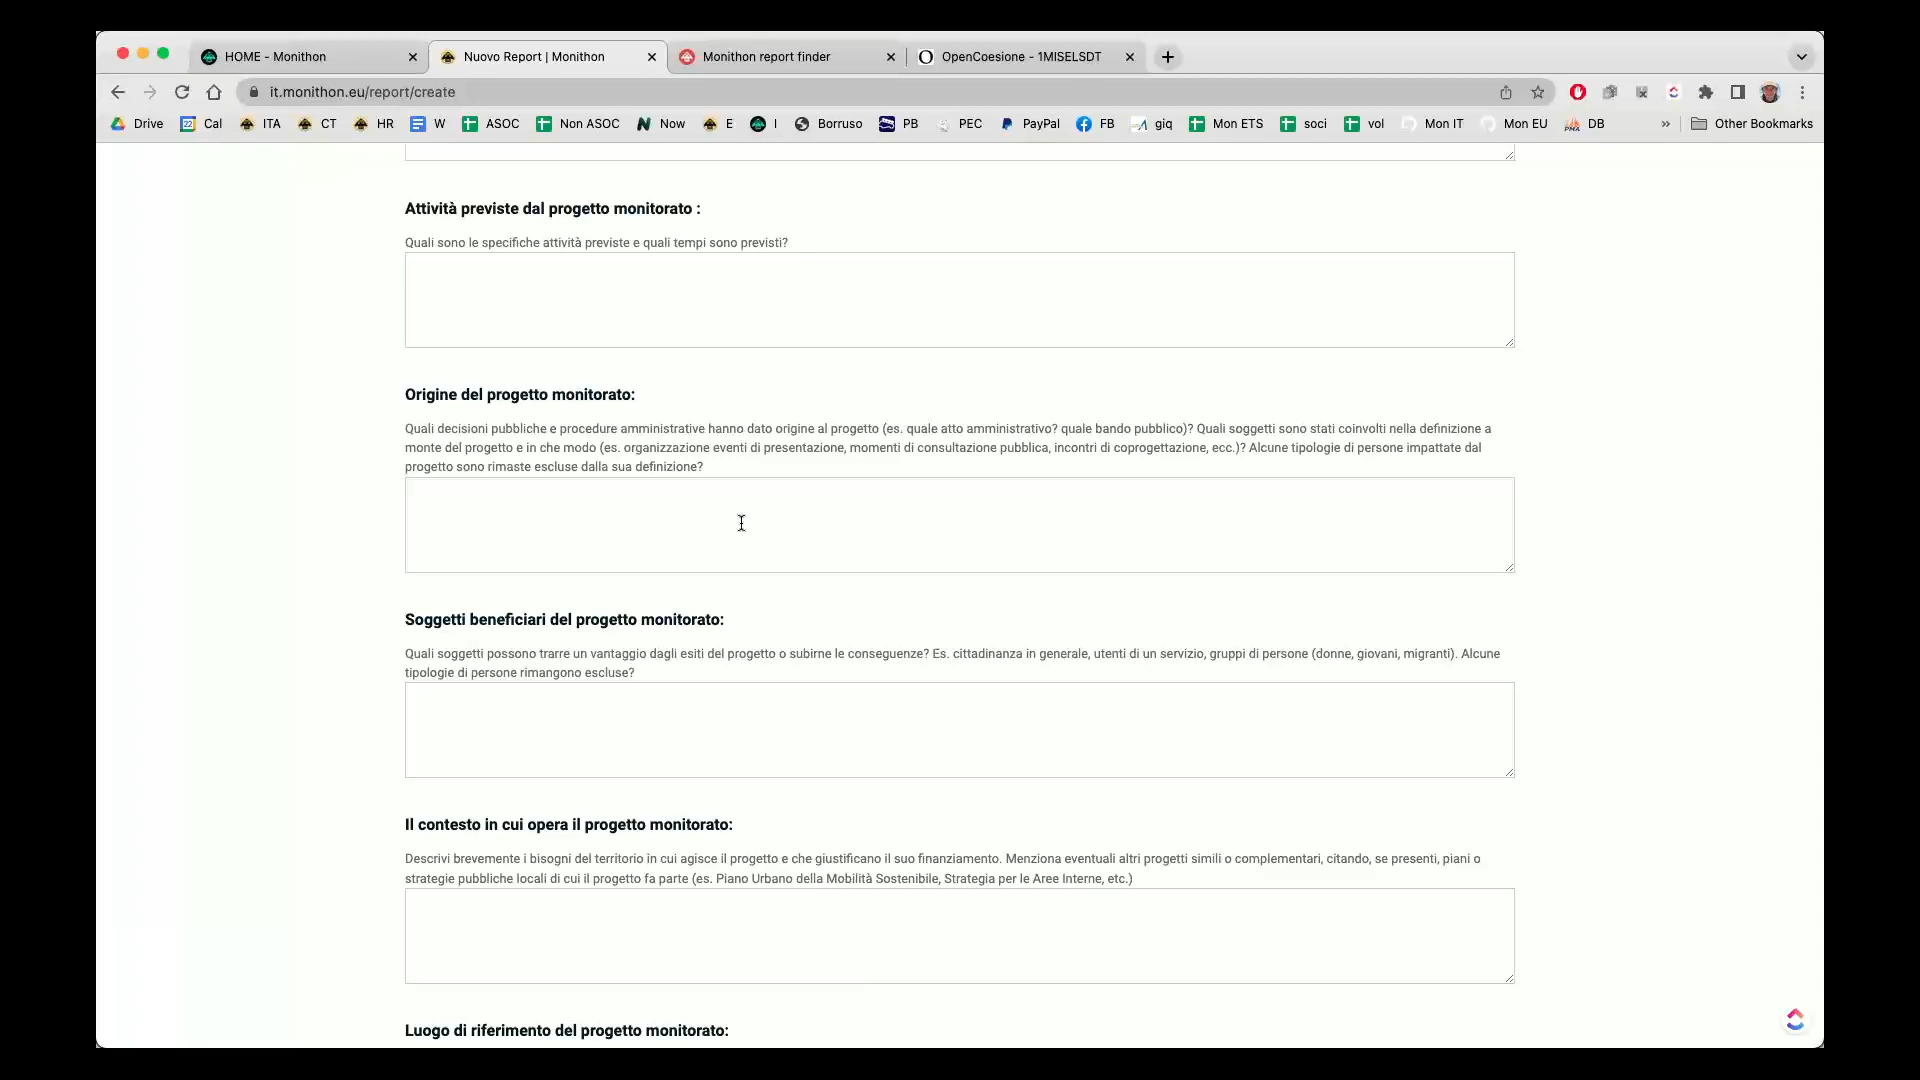 HOME - Monithon
Nuovo Report | Monithon
Monithon report finder
OpenCoesione - 1MISELSDT
it.monithon.eu/report/create
Drive
22
Cal
ITA
CT
HR
W
ASOC
Non ASOC
Now
E
I
Borruso
PB
PEC
PayPal
FB
giq
Mon ETS
soci
vol
Mon IT
Mon EU
DB
»
Other Bookmarks
Attività previste dal progetto monitorato :
Quali sono le specifiche attività previste e quali tempi sono previsti?
Origine del progetto monitorato:
Quali decisioni pubbliche e procedure amministrative hanno dato origine al progetto (es. quale atto amministrativo? quale bando pubblico)? Quali soggetti sono stati coinvolti nella definizione a
monte del progetto e in che modo (es. organizzazione eventi di presentazione, momenti di consultazione pubblica, incontri di coprogettazione, ecc.)? Alcune tipologie di persone impattate dal
progetto sono rimaste escluse dalla sua definizione?
Soggetti beneficiari del progetto monitorato:
Quali soggetti possono trarre un vantaggio dagli esiti del progetto o subirne le conseguenze? Es. cittadinanza in generale, utenti di un servizio, gruppi di persone (donne, giovani, migranti). Alcune
tipologie di persone rimangono escluse?
Il contesto in cui opera il progetto monitorato:
Descrivi brevemente i bisogni del territorio in cui agisce il progetto e che giustificano il suo finanziamento. Menziona eventuali altri progetti simili o complementari, citando, se presenti, piani o
strategie pubbliche locali di cui il progetto fa parte (es. Piano Urbano della Mobilità Sostenibile, Strategia per le Aree Interne, etc.)
Luogo di riferimento del progetto monitorato: